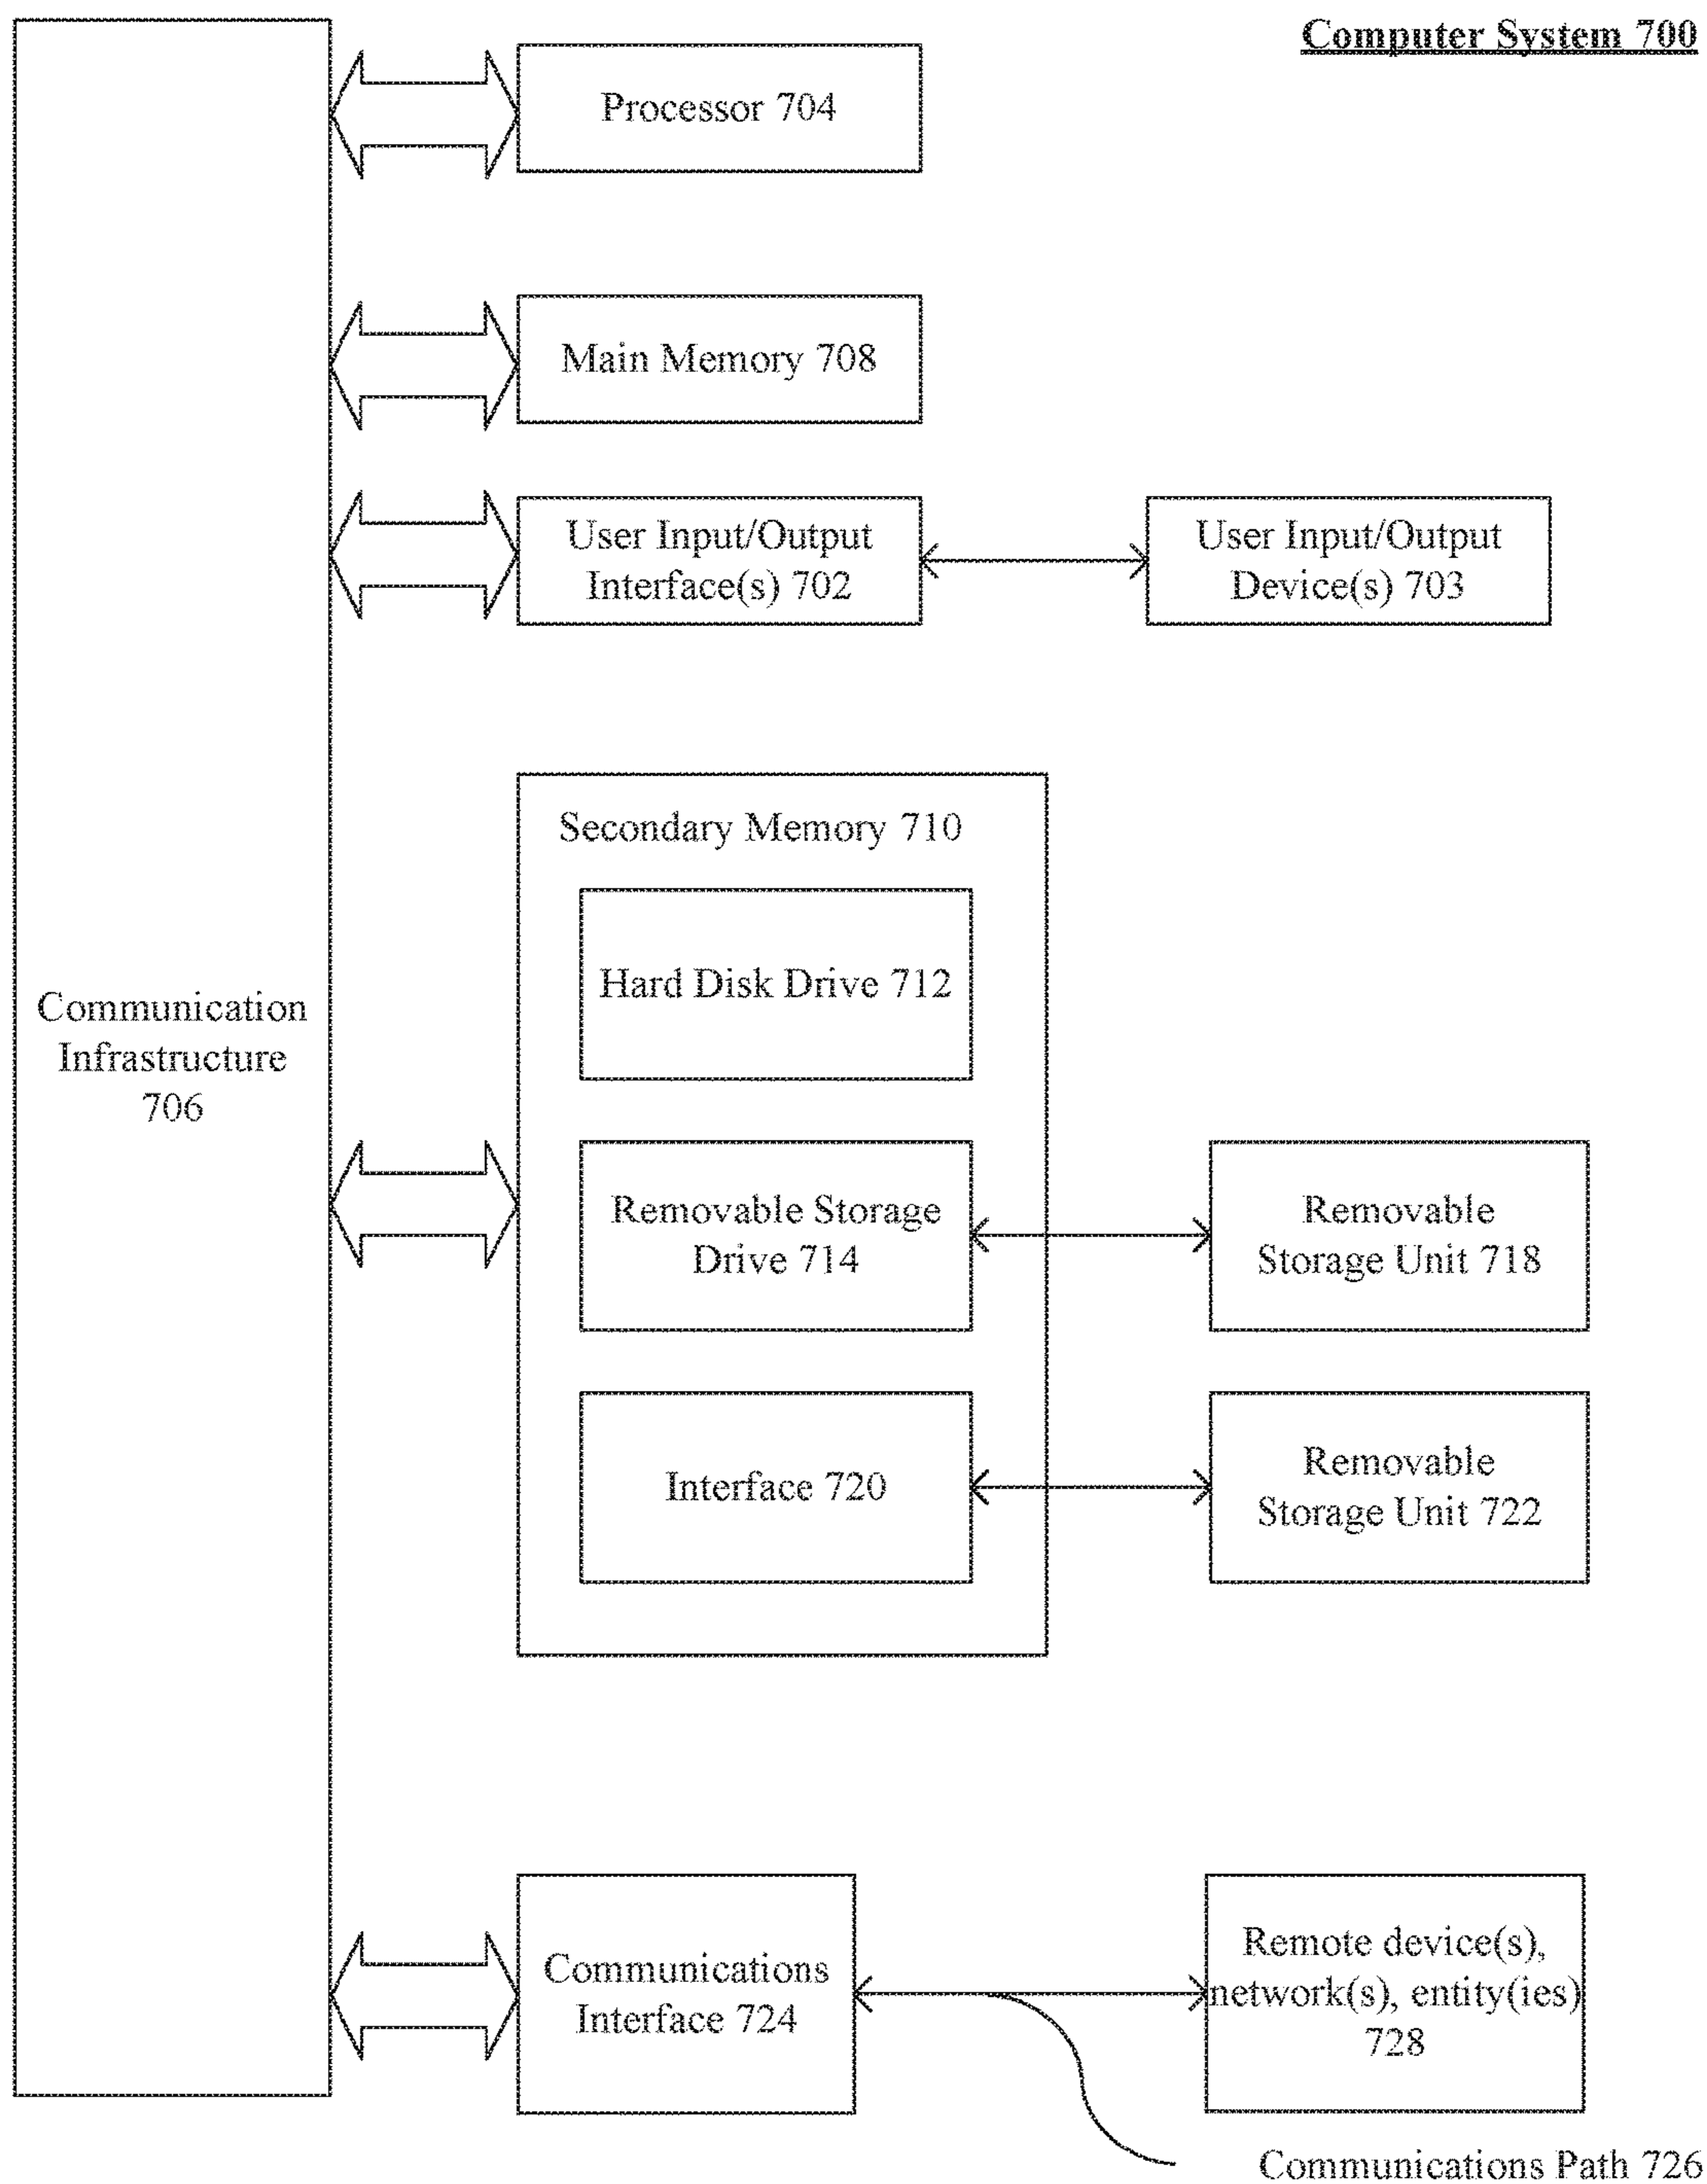 Computer System 700
Processor 704
Main Memory 708
User Input/Output
Interface(s) 702
User Input/Output
Device(s) 703
Secondary Memory 710
Hard Disk Drive 712
Communication
Infrastructure
706
Removable Storage
Drive 714
Removable
Storage Unit 718
Interface 720
Removable
Storage Unit 722
Communications
Interface 724
Remote device(s),
network(s), entity(ies)
728
Communications Path 726